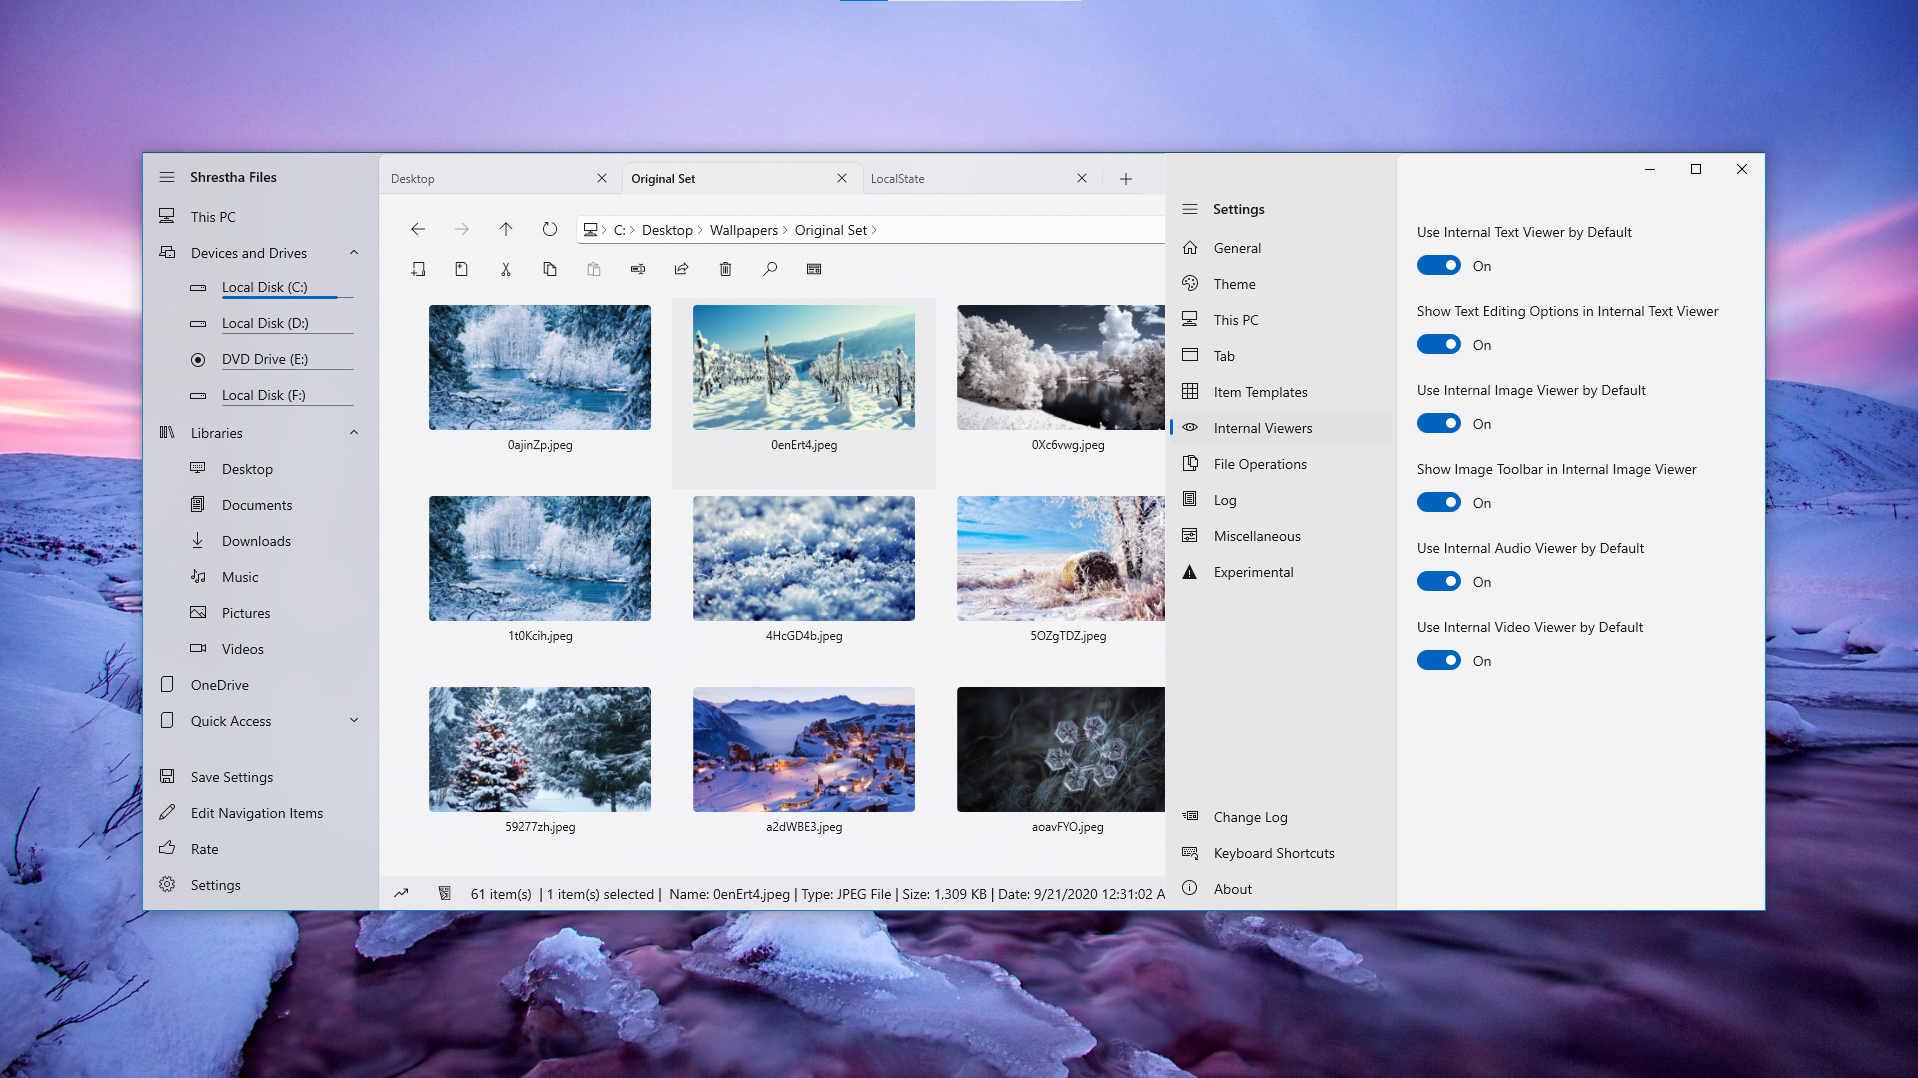 Shrestha Files
This PC
Devices and Drives
Local Disk (C:)
Local Disk (D:)
DVD Drive (E:)
Local Disk (F:)
Libraries
Desktop
Documents
Downloads
Music
Pictures
Videos
OneDrive
Quick Access
Save Settings
Edit Navigation Items
Rate
Settings
Desktop
Original Set
LocalState
C: Desktop Wallpapers Original Set
0ajinZp.jpeg
0enErt4.jpeg
0Xc6vwg.jpeg
1t0Kcih.jpeg
4HcGD4b.jpeg
5OZgTDZ.jpeg
59277zh.jpeg
a2dWBE3.jpeg
aoavFYO.jpeg
61 item(s) | 1 item(s) selected | Name: 0enErt4.jpeg | Type: JPEG File | Size: 1,309 KB | Date: 9/21/2020 12:31:02 A
Settings
General
Theme
This PC
Tab
Item Templates
Internal Viewers
File Operations
Log
Miscellaneous
Experimental
Change Log
Keyboard Shortcuts
About
Use Internal Text Viewer by Default
On
Show Text Editing Options in Internal Text Viewer
On
Use Internal Image Viewer by Default
On
Show Image Toolbar in Internal Image Viewer
On
Use Internal Audio Viewer by Default
On
Use Internal Video Viewer by Default
On